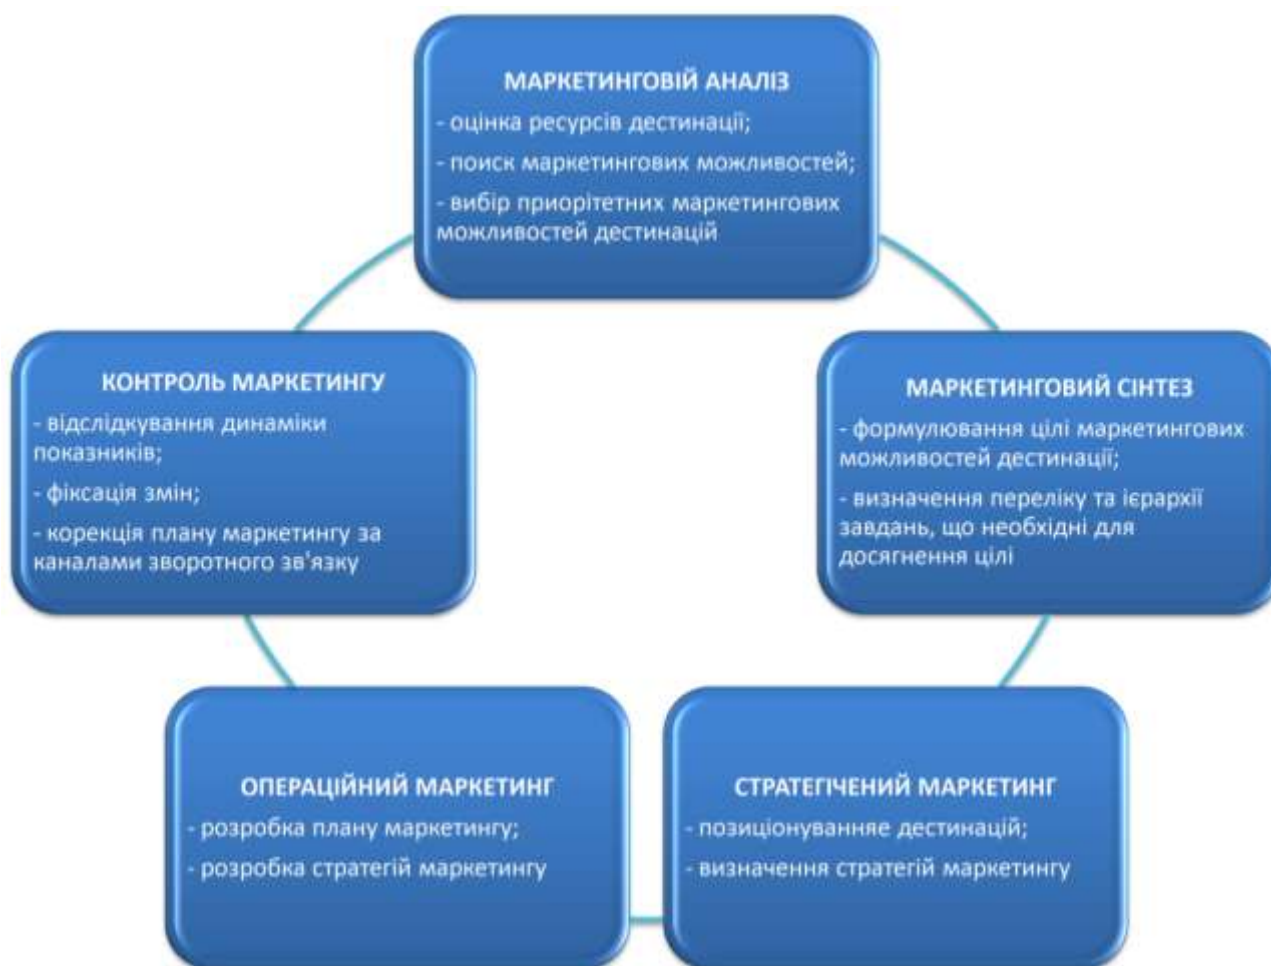 МАРКЕТИНГОВІЙ АНАЛІЗ
- оцінка ресурсів дестинації;
- поиск маркетингових можливостей;
- вибір приорітетних маркетингових
можливостей дестинацій
МАРКЕТИНГОВИЙ СІНТЕЗ
- формулювання цілі маркетингових
можливостей дестинації;
- визначення переліку та ієрархії
завдань, що необхідні для
досягнення цілі
СТРАТЕГІЧЕНИЙ МАРКЕТИНГ
- позиціонуванняе дестинацій;
- визначення стратегій маркетингу
ОПЕРАЦІЙНИЙ МАРКЕТИНГ
- розробка плану маркетингу;
- розробка стратегій маркетингу
КОНТРОЛЬ МАРКЕТИНГУ
- відслідкування динаміки
показників;
- фіксація змін;
- корекція плану маркетингу за
каналами зворотного зв'язку